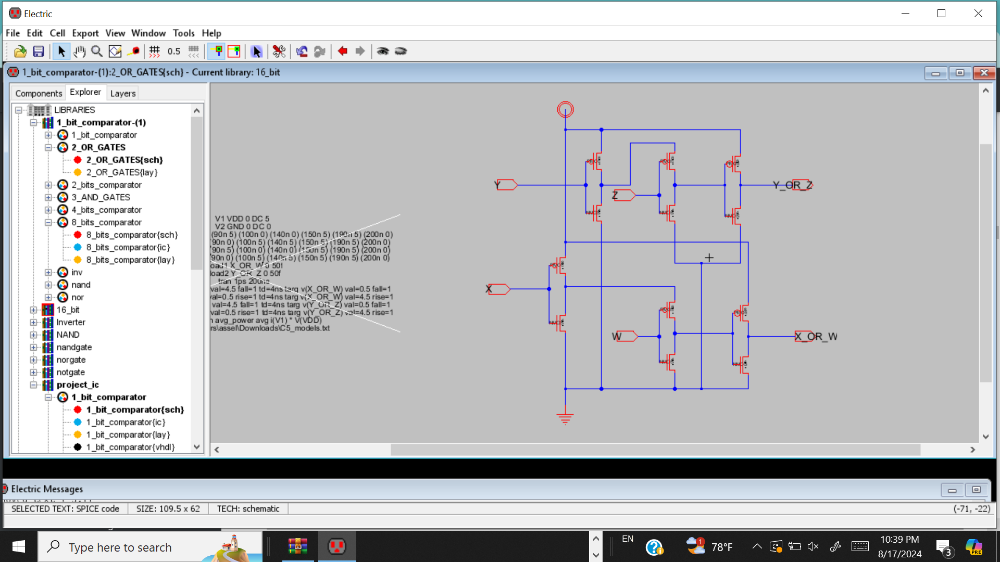 Electric
File Edit Cell Export View Window Tools Help
0.5
1_bit_comparator-(1):2_OR_GATES{sch} - Current library: 16_bit
Components Explorer Layers
LIBRARIES
1_bit_comparator-(1)
1_bit_comparator
2_OR_GATES
2_OR_GATES{sch}
2_OR_GATES{lay}
2_bits_comparator
3_AND_GATES
4_bits_comparator
8_bits_comparator
8_bits_comparator{sch}
8_bits_comparator{ic}
8_bits_comparator{lay}
inv
nand
nor
16_bit
Inverter
NAND
nandgate
norgate
notgate
project_ic
1_bit_comparator
1_bit_comparator{sch}
1_bit_comparator{ic}
1_bit_comparator{lay}
1_bit_comparator{vhdl}
V1 VDD 0 DC 5
V2 GND 0 DC 0
(90n 5) (100n 0) (140n 0) (150n 5) (190n 5) (200n 0)
90n 0) (100n 5) (140n 5) (150n 5) (190n 5) (200n 0)
90n 5) (100n 0) (140n 0) (150n 5) (190n 5) (200n 0)
90n 0) (100n 5) (140n 5) (150n 5) (190n 5) (200n 0)
oad1 X_OR_W 0 50f
load2 Y_OR_Z 0 50f
tran 1ps 200ns
val=4.5 fall=1 td=4ns targ v(X_OR_W) val=0.5 fall=1
val=0.5 rise=1 td=4ns targ v(X_OR_W) val=4.5 rise=1
val=4.5 fall=1 td=4ns targ v(Y_OR_Z) val=0.5 fall=1
val=0.5 rise=1 td=4ns targ v(Y_OR_Z) val=4.5 rise=1
avg_power avg i(V1) * V(VDD)
rs\assel\Downloads\C5_models.txt
Y
Z
Y_OR_Z
X
W
X_OR_W
Electric Messages
SELECTED TEXT: SPICE code SIZE: 109.5 x 62 TECH: schematic (-71, -22)
Type here to search
EN
1
78°F
10:39 PM
8/17/2024
3
PRE